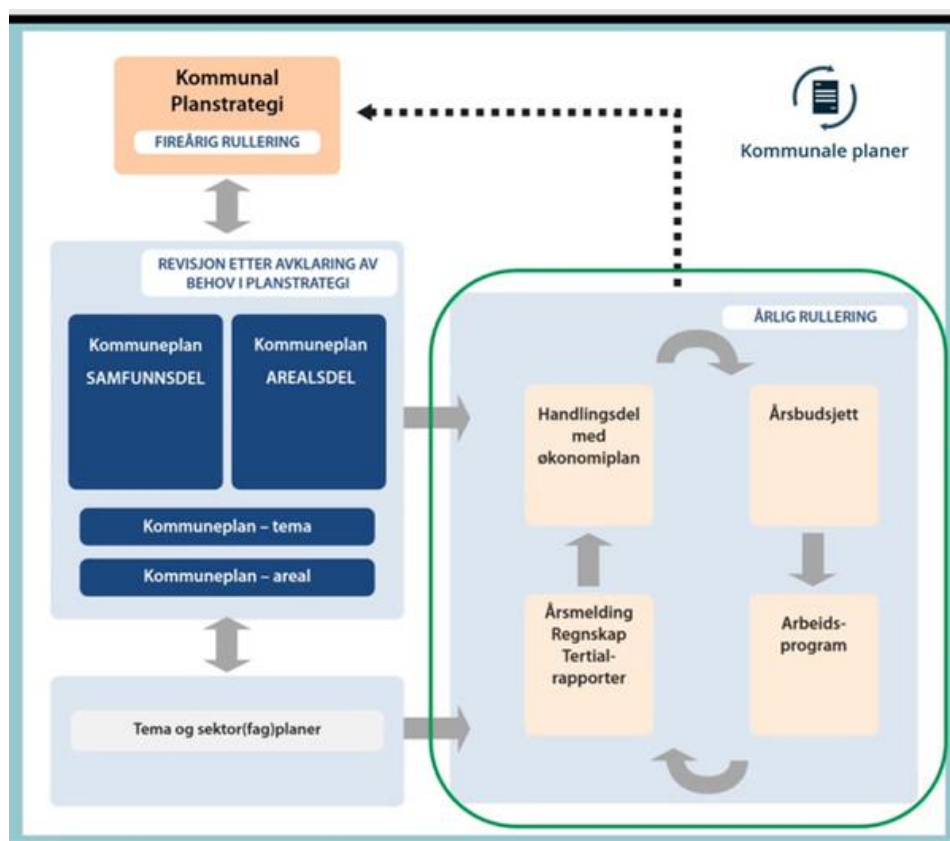 Kommunal
Planstrategi
FIREÅRIG RULLERING
Kommunale planer
REVISJON ETTER AVKLARING AV
BEHOV I PLANSTRATEGI
Kommuneplan
SAMFUNNSDEL
Kommuneplan
AREALSDEL
Kommuneplan – tema
Kommuneplan – areal
Tema og sektor(fag)planer
ÅRLIG RULLERING
Handlingsdel
med
økonomiplan
Årsbudsjett
Årsmelding
Regnskap
Tertial-
rapporter
Arbeids-
program